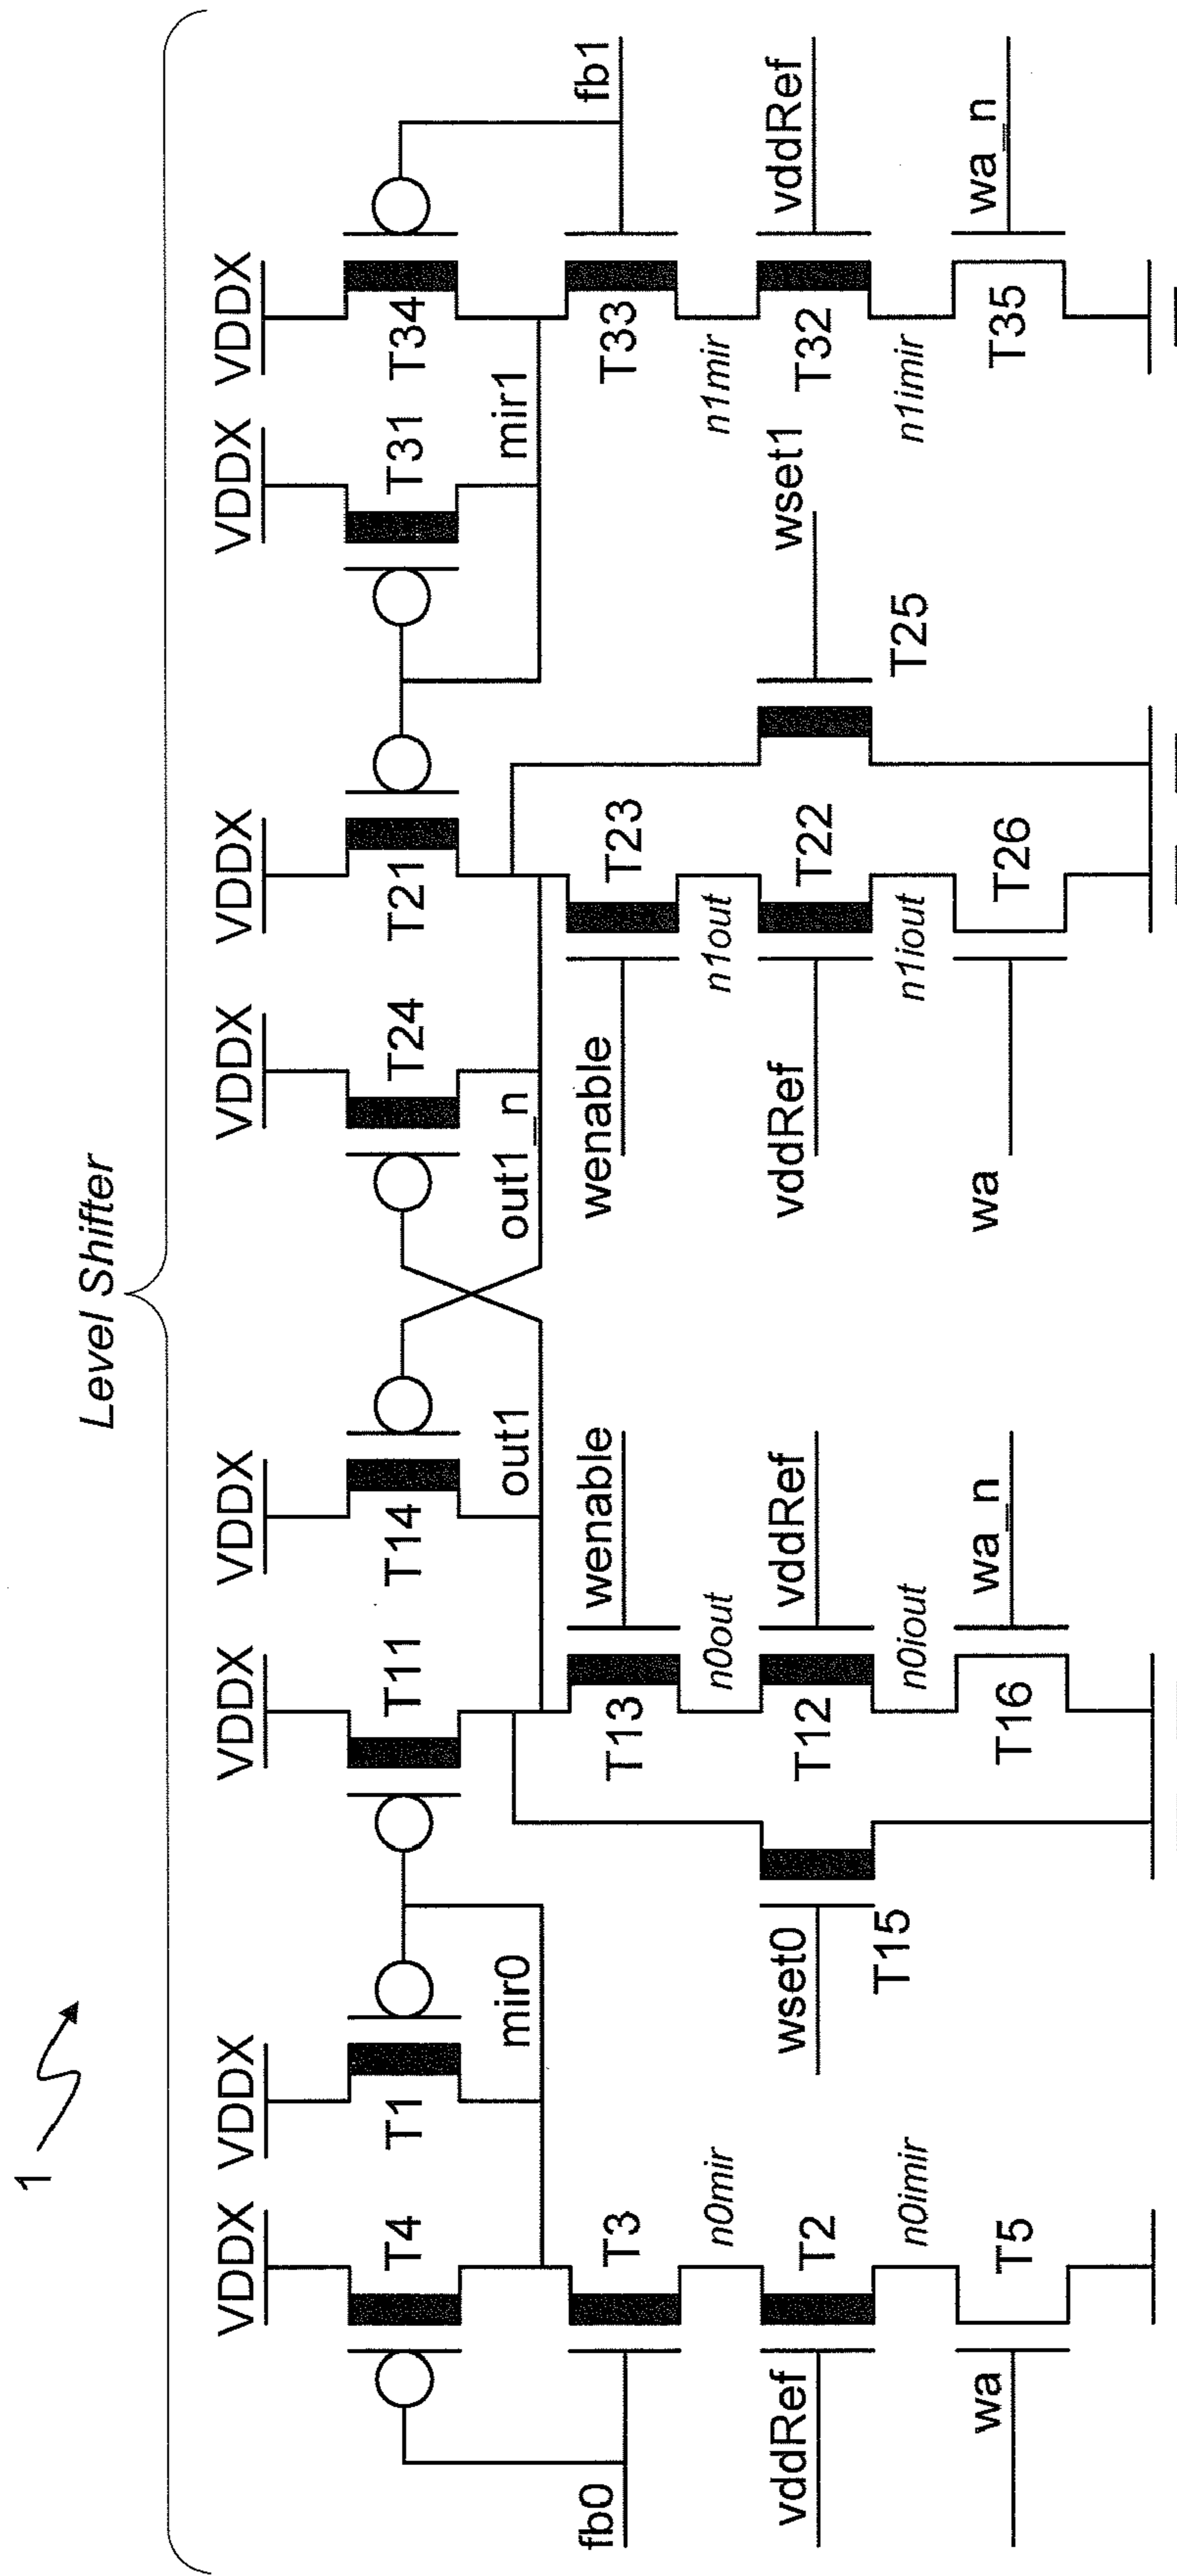 1
Level Shifter
VDDX VDDX VDDX VDDX VDDX VDDX VDDX VDDX
T4 T1 T11 T14 T24 T21 T31 T34
mir0 out1 out1_n mir1
fb0 T3 T13 wenable wenable T23 T33 fb1
n0mir n0out n1out n1mir
vddRef T2 wset0 T12 vddRef vddRef T22 wset1 T32 vddRef
T15 T25
n0imir n0iout n1iout n1imir
wa T5 T16 wa_n wa T26 T35 wa_n